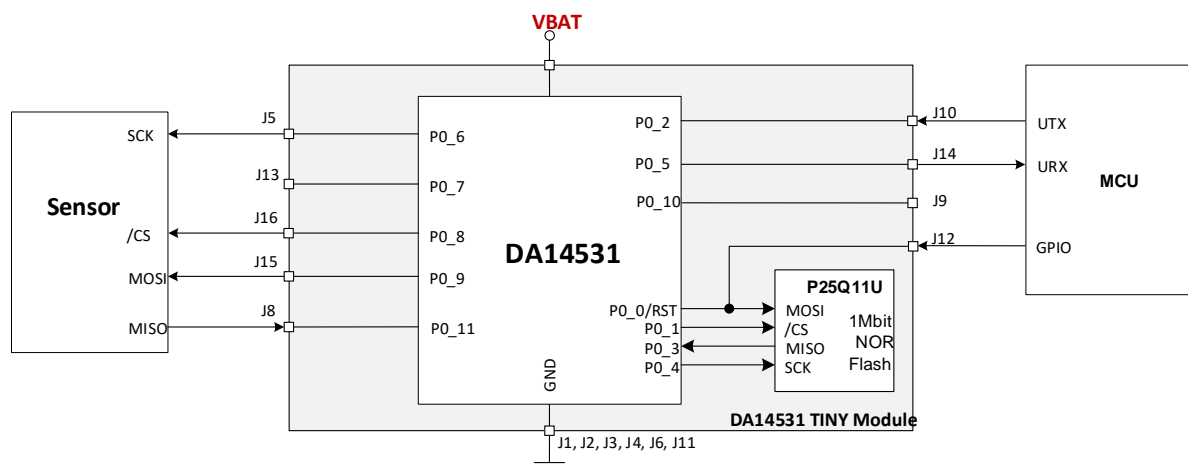 VBAT
Sensor
SCK
/CS
MOSI
MISO
J5
J13
J16
J15
J8
P0_6
P0_7
P0_8
P0_9
P0_11
DA14531
GND
P0_2
P0_5
P0_10
P0_0/RST
P0_1
P0_3
P0_4
P25Q11U
MOSI
/CS
MISO
SCK
1Mbit
NOR
Flash
DA14531 TINY Module
J1, J2, J3, J4, J6, J11
J10
J14
J9
J12
UTX
URX
GPIO
MCU